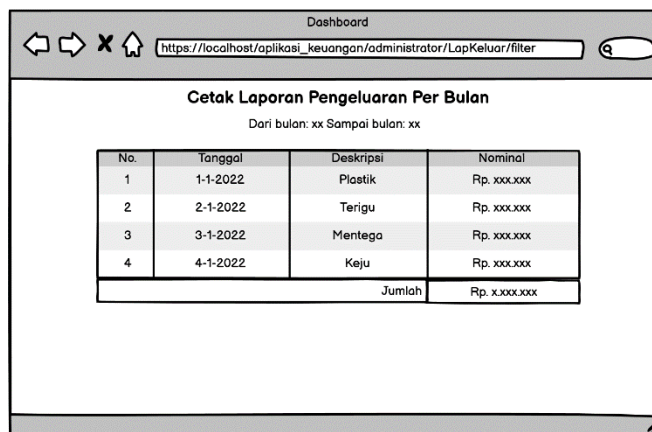 Dashboard
https://localhost/aplikasi_keuangan/administrator/LapKeluar/filter
Cetak Laporan Pengeluaran Per Bulan
Dari bulan: xx Sampai bulan: xx
No. Tanggal Deskripsi Nominal
1 1-1-2022 Plastik Rp. xxx.xxx
2 2-1-2022 Terigu Rp. xxx.xxx
3 3-1-2022 Mentega Rp. xxx.xxx
4 4-1-2022 Keju Rp. xxx.xxx
Jumlah Rp. x.xxx.xxx